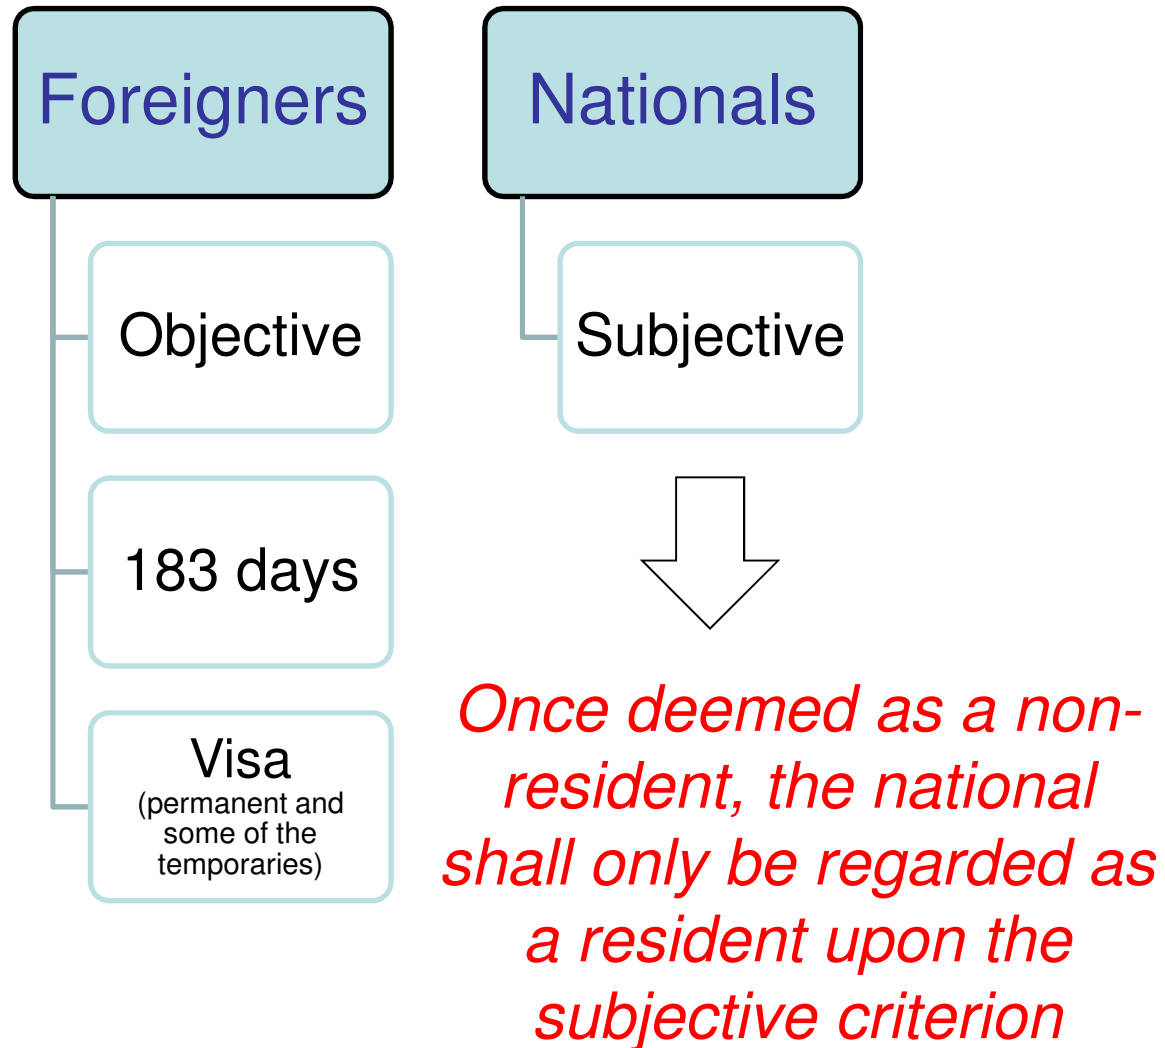 Foreigners
Objective
183 days
Visa
(permanent and
some of the
temporaries)
Nationals
Subjective
Once deemed as a non-
resident, the national
shall only be regarded as
a resident upon the
subjective criterion